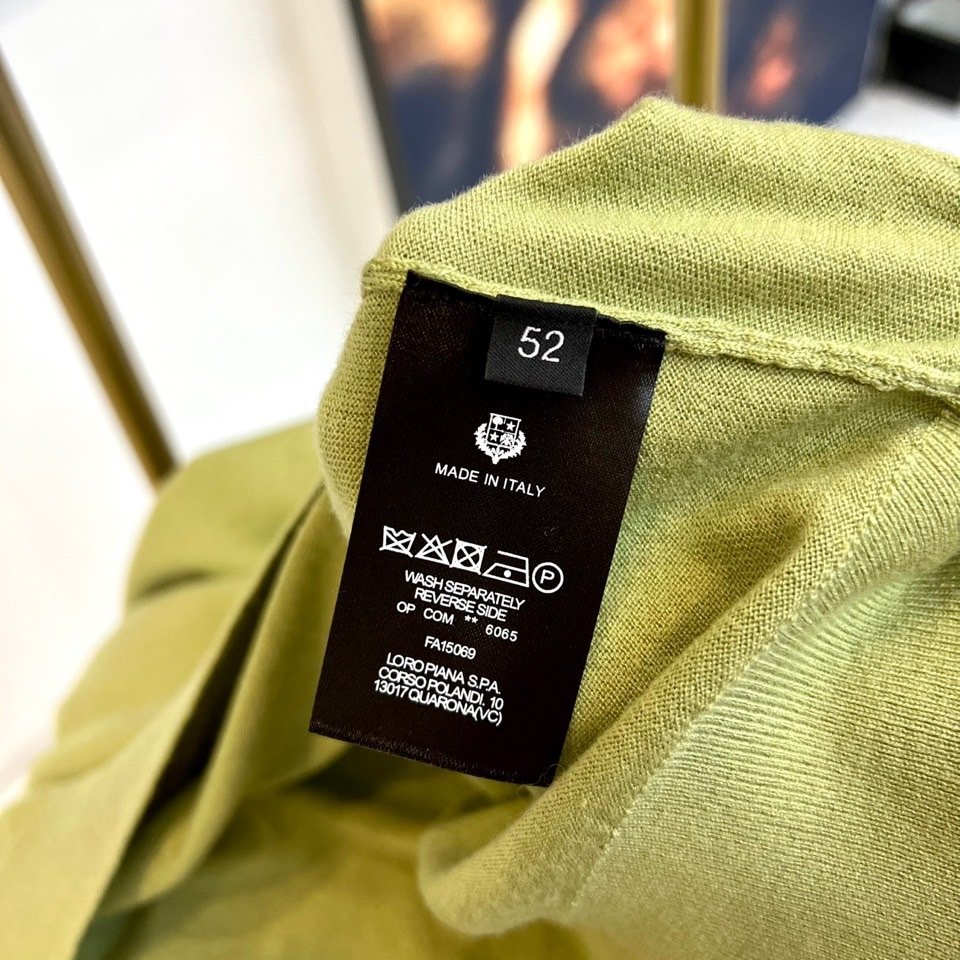 52
MADE IN ITALY
P
WASH SEPARATELY
REVERSE SIDE
OP COM ** 6065
FA15069
LORO PIANA S.P.A.
CORSO POLANDI. 10
13017 QUARONA(VC)